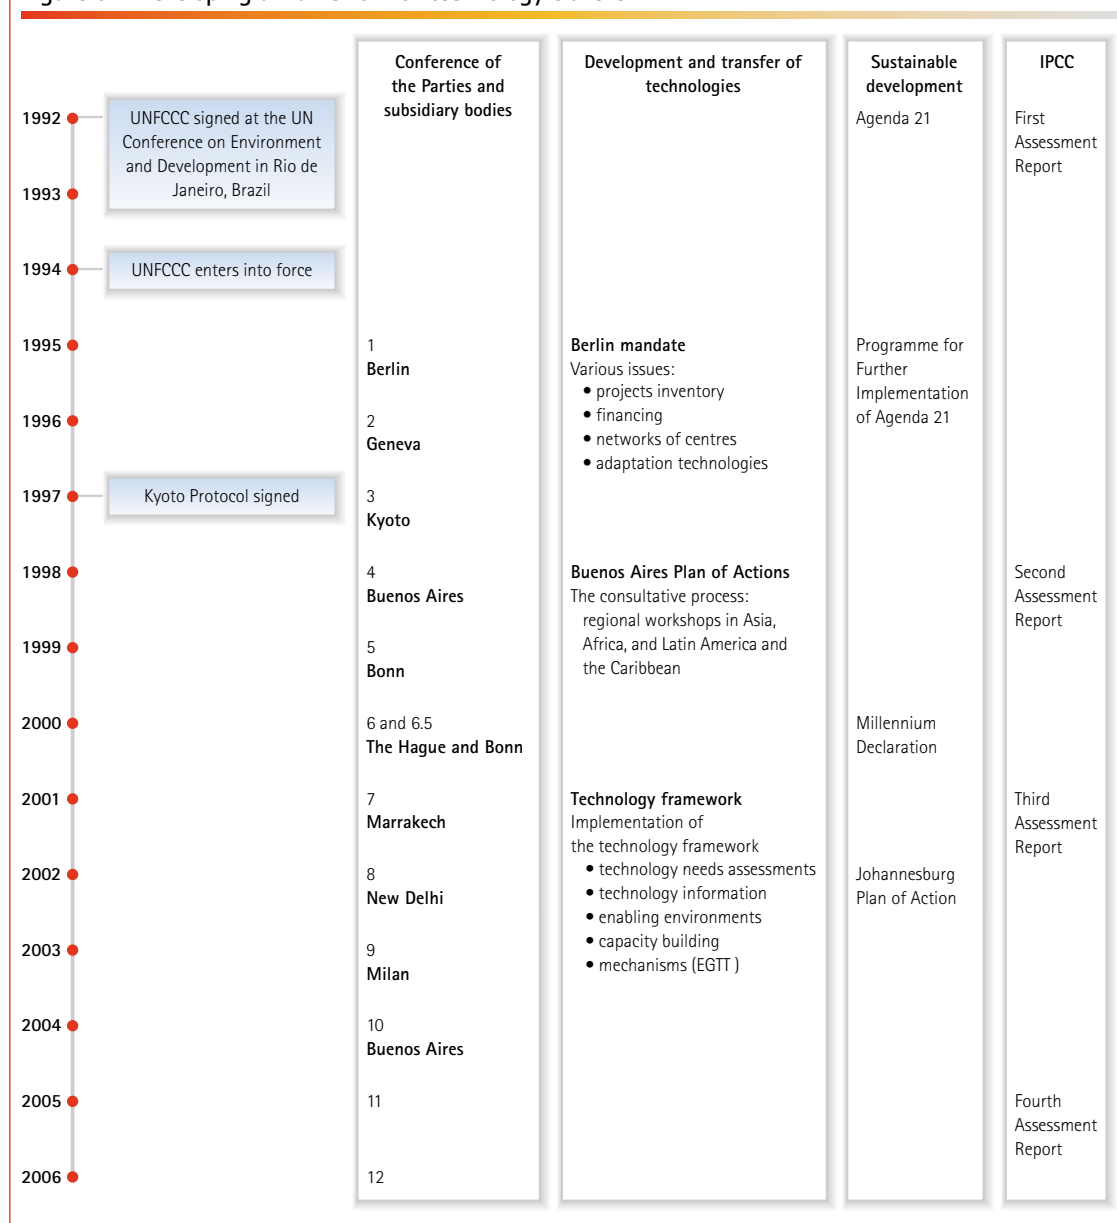 Conference of
the Parties and
subsidiary bodies
Development and transfer of
technologies
Sustainable
development
IPCC
1992
UNFCCC signed at the UN
Conference on Environment
and Development in Rio de
Janeiro, Brazil
Agenda 21
First
Assessment
Report
1993
1994
UNFCCC enters into force
1995
1
Berlin
Berlin mandate
Various issues:
• projects inventory
• financing
• networks of centres
• adaptation technologies
Programme for
Further
Implementation
of Agenda 21
1996
2
Geneva
1997
Kyoto Protocol signed
3
Kyoto
1998
4
Buenos Aires
Buenos Aires Plan of Actions
The consultative process:
regional workshops in Asia,
Africa, and Latin America and
the Caribbean
Second
Assessment
Report
1999
5
Bonn
2000
6 and 6.5
The Hague and Bonn
Millennium
Declaration
2001
7
Marrakech
Technology framework
Implementation of
the technology framework
• technology needs assessments
• technology information
• enabling environments
• capacity building
• mechanisms (EGTT )
Third
Assessment
Report
2002
8
New Delhi
Johannesburg
Plan of Action
2003
9
Milan
2004
10
Buenos Aires
2005
11
Fourth
Assessment
Report
2006
12